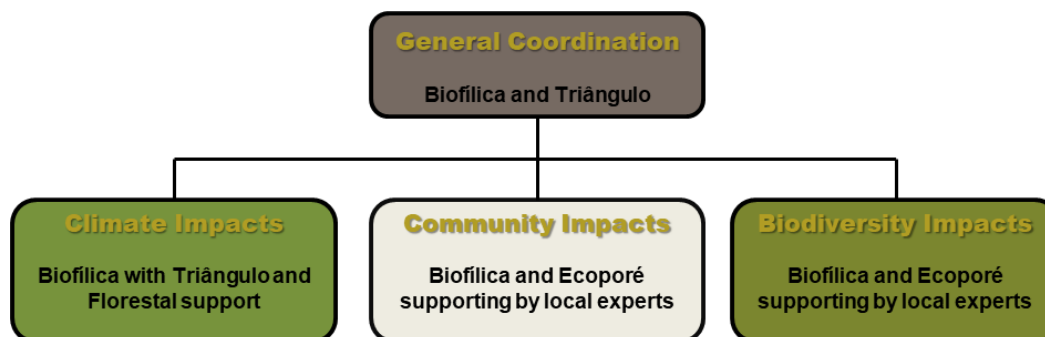 General Coordination
Biofílica and Triângulo
Climate Impacts
Biofílica with Triângulo and
Florestal support
Community Impacts
Biofílica and Ecoporé
supporting by local experts
Biodiversity Impacts
Biofílica and Ecoporé
supporting by local experts